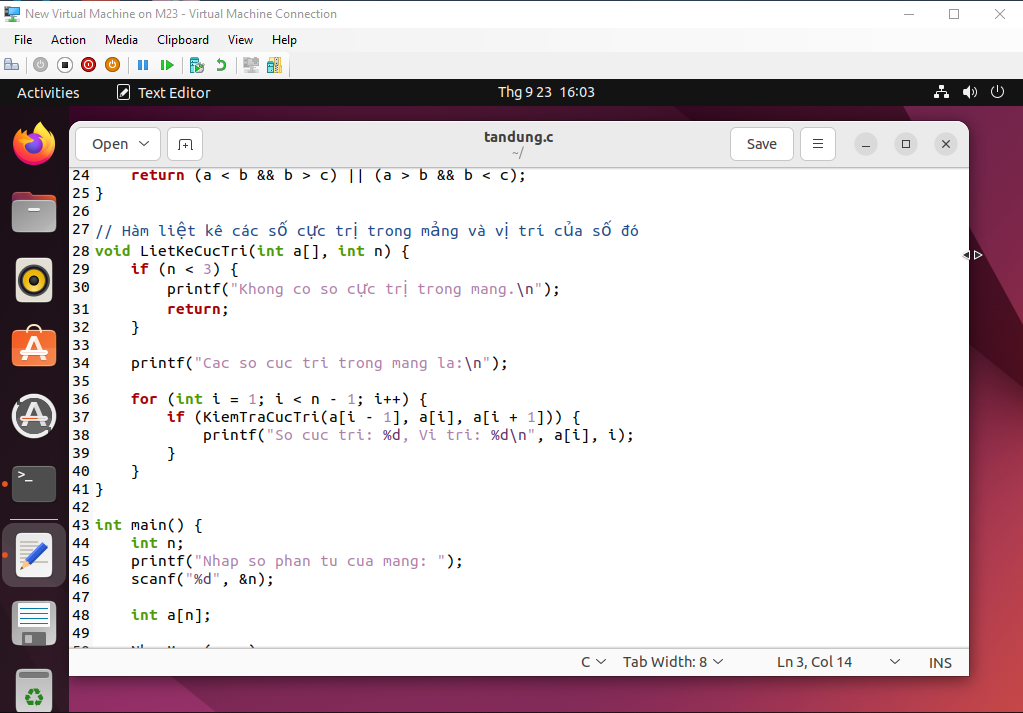 New Virtual Machine on M23 - Virtual Machine Connection
File Action Media Clipboard View Help
Activities Text Editor Thg 9 23 16:03
Open tandung.c Save
~/
24 return (a < b && b > c) || (a > b && b < c);
25 }
26
27 // Hàm liệt kê các số cực trị trong mảng và vị trí của số đó
28 void LietKeCucTri(int a[], int n) {
29 if (n < 3) {
30 printf("Khong co so cực trị trong mang.\n");
31 return;
32 }
33
34 printf("Cac so cuc tri trong mang la:\n");
35
36 for (int i = 1; i < n - 1; i++) {
37 if (KiemTraCucTri(a[i - 1], a[i], a[i + 1])) {
38 printf("So cuc tri: %d, Vi tri: %d\n", a[i], i);
39 }
40 }
41 }
42
43 int main() {
44 int n;
45 printf("Nhap so phan tu cua mang: ");
46 scanf("%d", &n);
47
48 int a[n];
49
C Tab Width: 8 Ln 3, Col 14 INS